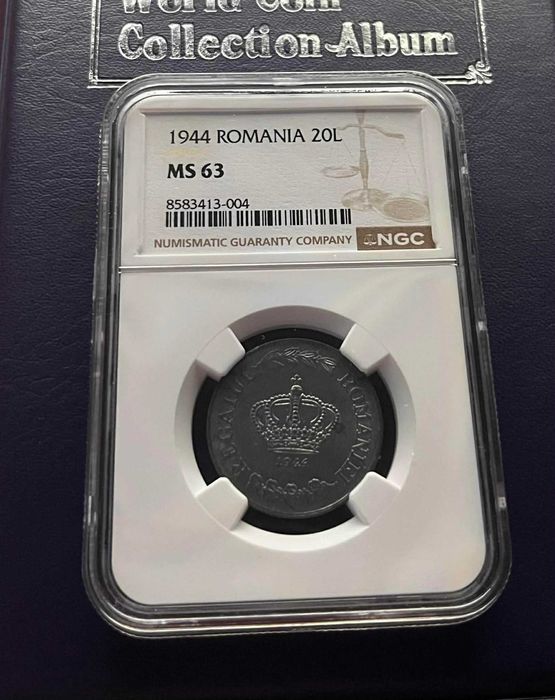 World Coin
Collection Album
1944 ROMANIA 20L
MS 63
8583413-004
NUMISMATIC GUARANTY COMPANY NGC
REGATUL ROMANIEI
1944